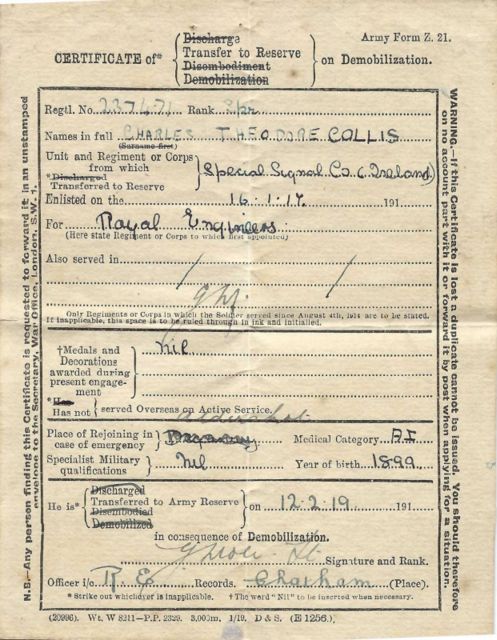 Army Form Z. 21.
CERTIFICATE of* { Discharge
Transfer to Reserve
Disembodiment
Demobilization } on Demobilization.
Regtl. No. 237471 Rank Spr
Names in full CHARLES THEODORE COLLIS
(Surname first)
Unit and Regiment or Corps
from which } Special Signal Co. (Ireland)
*Discharged
Transferred to Reserve
Enlisted on the 16.1.17. 191
For Royal Engineers
(Here state Regiment or Corps to which first appointed)
Also served in
Only Regiments or Corps in which the Soldier served since August 4th, 1914 are to be stated.
If inapplicable, this space is to be ruled through in ink and initialled.
†Medals and
Decorations
awarded during
present engage-
ment } Nil
*Has
Has not } served Overseas on Active Service.
Aldershot
Place of Rejoining in
case of emergency } Medical Category B I
Specialist Military
qualifications } Nil Year of birth 1899
He is* { Discharged
Transferred to Army Reserve
Disembodied
Demobilized } on 12.2.19 191
in consequence of Demobilization.
Lt Signature and Rank.
Officer i/c R.E. Records. Chatham (Place).
* Strike out whichever is inapplicable. † The word "Nil" to be inserted when necessary.
(20996). Wt. W 8211—P.P. 2329. 3,000m. 1/19. D & S. (E 1256.)
N.B.—Any person finding this Certificate is requested to forward it in an unstamped
envelope to the Secretary, War Office, London, S.W. 1.
WARNING.—If this Certificate is lost a duplicate cannot be issued. You should therefore
on no account part with it or forward it by post when applying for a situation.